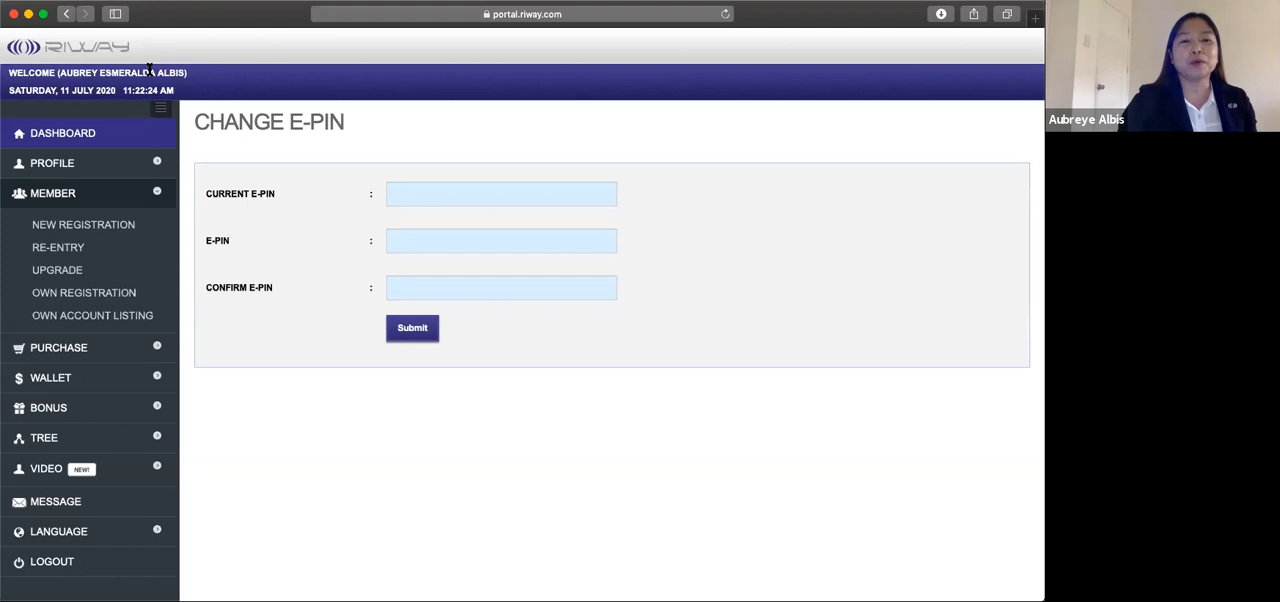 portal.riway.com
RIWAY
WELCOME (AUBREY ESMERALDA ALBIS)
SATURDAY, 11 JULY 2020 11:22:24 AM
DASHBOARD
PROFILE
MEMBER
NEW REGISTRATION
RE-ENTRY
UPGRADE
OWN REGISTRATION
OWN ACCOUNT LISTING
PURCHASE
WALLET
BONUS
TREE
VIDEO NEW!
MESSAGE
LANGUAGE
LOGOUT
CHANGE E-PIN
CURRENT E-PIN :
E-PIN :
CONFIRM E-PIN :
Submit
Aubreye Albis